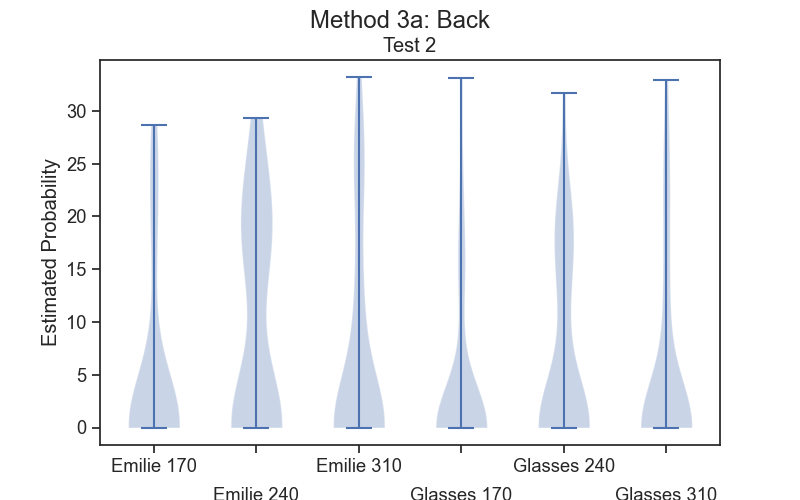 Method 3a: Back
Test 2
Estimated Probability
30
25
20
15
10
5
0
Emilie 170
Emilie 240
Emilie 310
Glasses 170
Glasses 240
Glasses 310